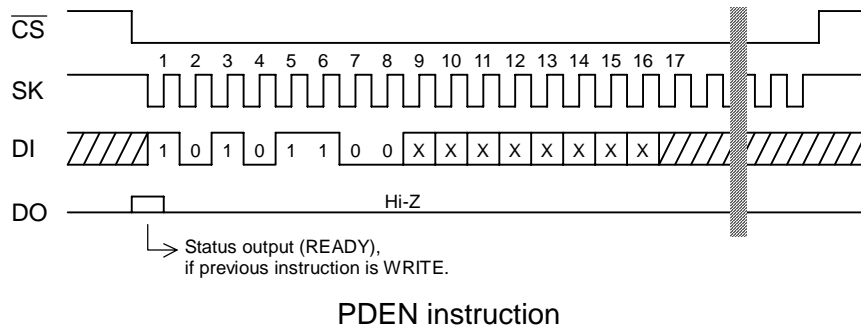 CS
1 2 3 4 5 6 7 8 9 10 11 12 13 14 15 16 17
SK
DI 1 0 1 0 1 1 0 0 X X X X X X X X
Hi-Z
DO
Status output (READY),
if previous instruction is WRITE.
PDEN instruction